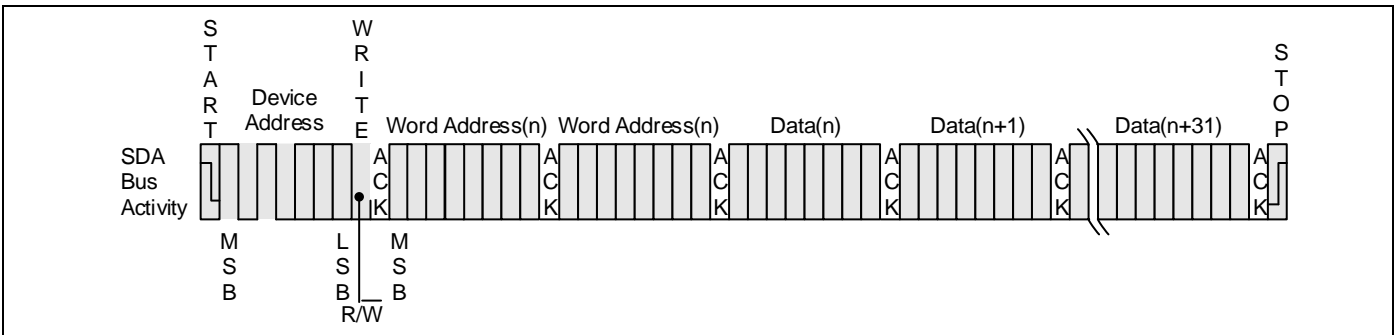 START
WRITE
STOP
Device
Address
Word Address(n) Word Address(n) Data(n) Data(n+1) Data(n+31)
SDA
Bus
Activity
ACK ACK ACK ACK ACK ACK
MSB LSB MSB
R/W̅